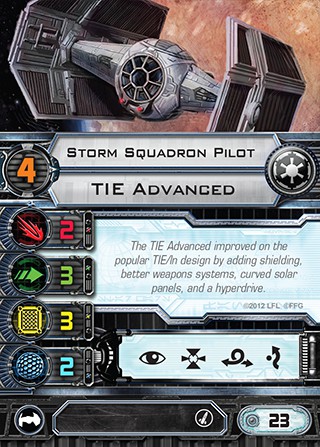 STORM SQUADRON PILOT
4
TIE ADVANCED
2
3
3
2
The TIE Advanced improved on the
popular TIE/ln design by adding shielding,
better weapons systems, curved solar
panels, and a hyperdrive.
©2012 LFL ©FFG
23